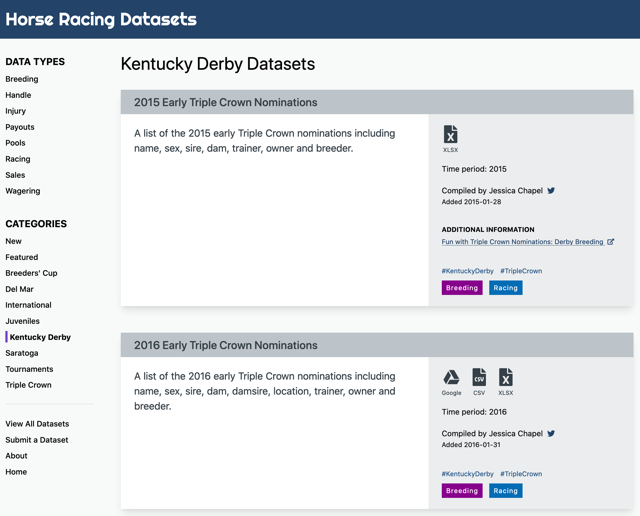 Horse Racing Datasets
DATA TYPES
Breeding
Handle
Injury
Payouts
Pools
Racing
Sales
Wagering
CATEGORIES
New
Featured
Breeders' Cup
Del Mar
International
Juveniles
Kentucky Derby
Saratoga
Tournaments
Triple Crown
View All Datasets
Submit a Dataset
About
Home
Kentucky Derby Datasets
2015 Early Triple Crown Nominations
A list of the 2015 early Triple Crown nominations including
name, sex, sire, dam, trainer, owner and breeder.
XLSX
Time period: 2015
Compiled by Jessica Chapel
Added 2015-01-28
ADDITIONAL INFORMATION
Fun with Triple Crown Nominations: Derby Breeding
#KentuckyDerby #TripleCrown
Breeding Racing
2016 Early Triple Crown Nominations
A list of the 2016 early Triple Crown nominations including
name, sex, sire, dam, damsire, location, trainer, owner and
breeder.
CSV
Google CSV XLSX
Time period: 2016
Compiled by Jessica Chapel
Added 2016-01-31
#KentuckyDerby #TripleCrown
Breeding Racing